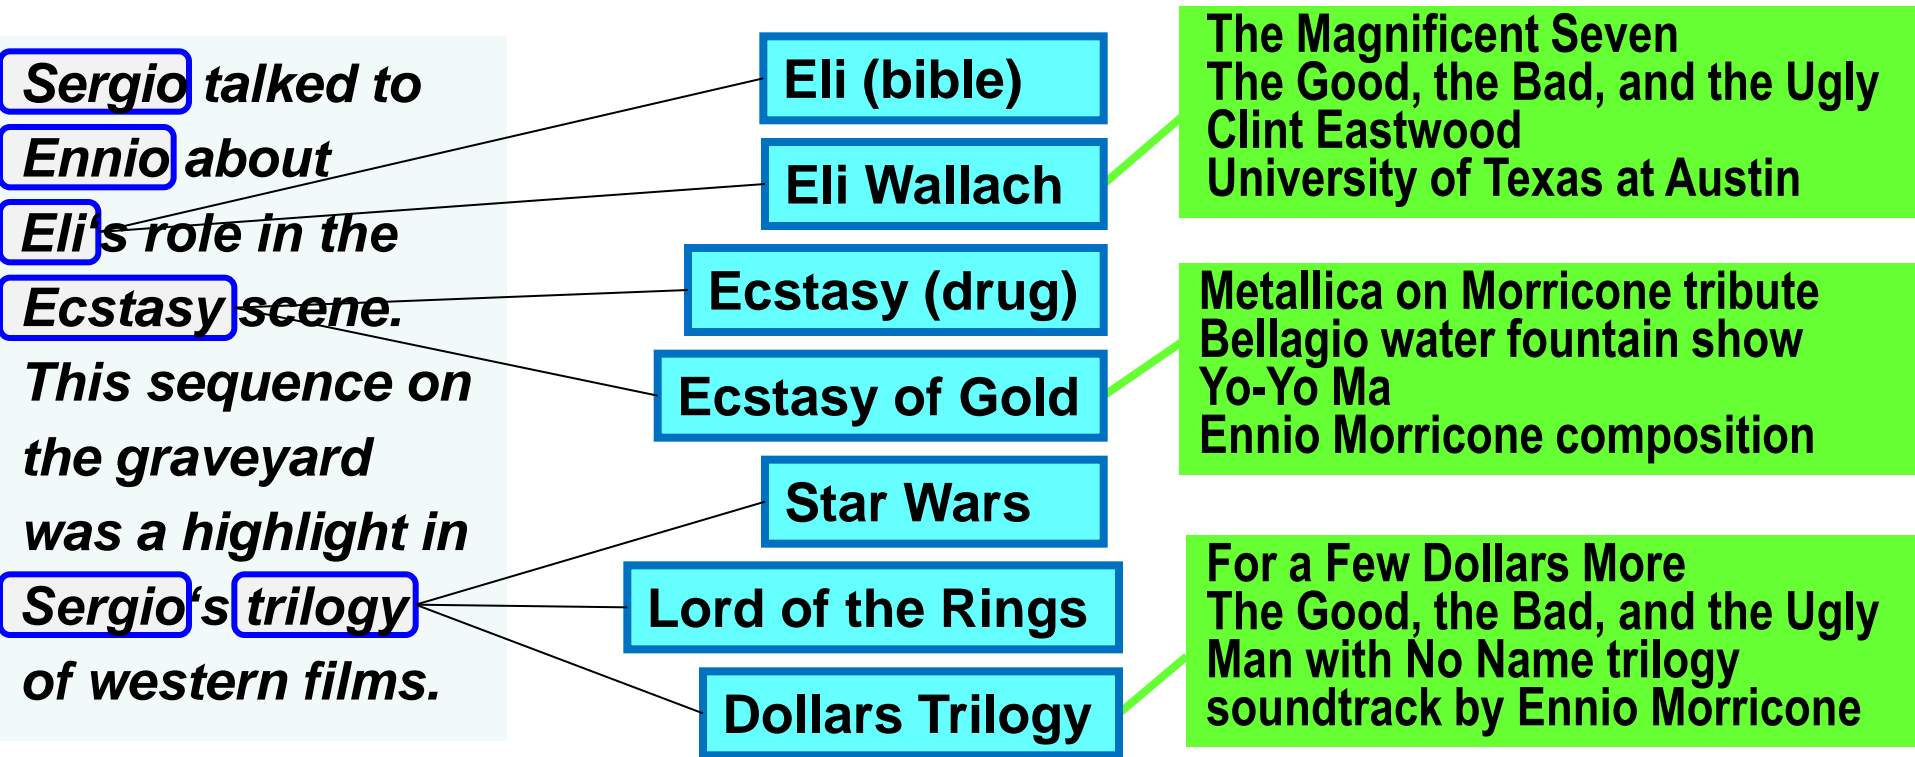 Sergio talked to
Ennio about
Eli‘s role in the
Ecstasy scene.
This sequence on
the graveyard
was a highlight in
Sergio‘s trilogy
of western films.
Eli (bible)
Eli Wallach
Ecstasy (drug)
Ecstasy of Gold
Star Wars
Lord of the Rings
Dollars Trilogy
The Magnificent Seven
The Good, the Bad, and the Ugly
Clint Eastwood
University of Texas at Austin
Metallica on Morricone tribute
Bellagio water fountain show
Yo-Yo Ma
Ennio Morricone composition
For a Few Dollars More
The Good, the Bad, and the Ugly
Man with No Name trilogy
soundtrack by Ennio Morricone